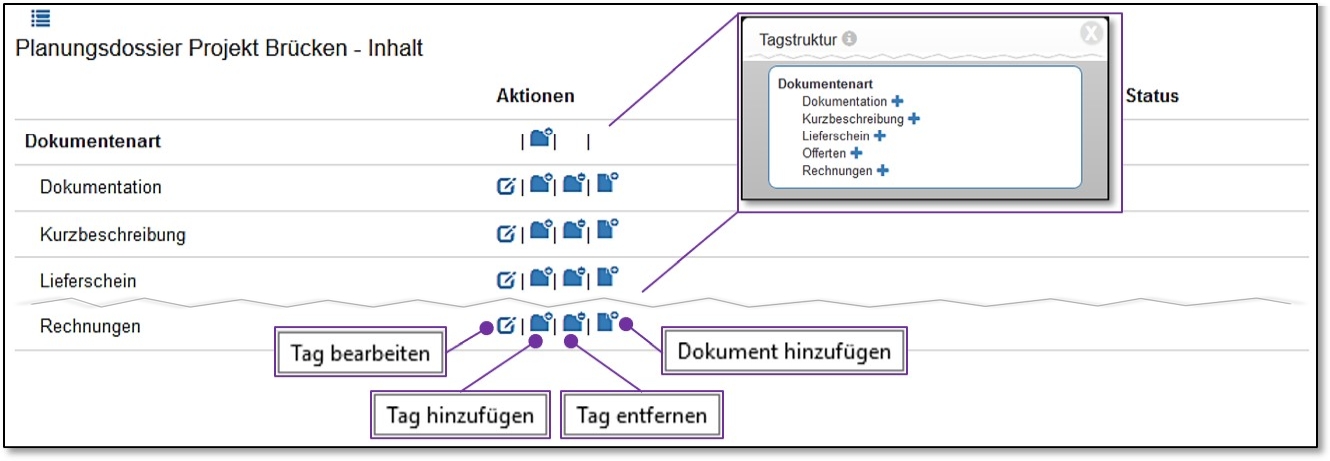 Planungsdossier Projekt Brücken - Inhalt
Aktionen
Status
Dokumentenart
Dokumentation
Kurzbeschreibung
Lieferschein
Rechnungen
Tagstruktur
Dokumentenart
Dokumentation
Kurzbeschreibung
Lieferschein
Offerten
Rechnungen
Tag bearbeiten
Dokument hinzufügen
Tag hinzufügen
Tag entfernen